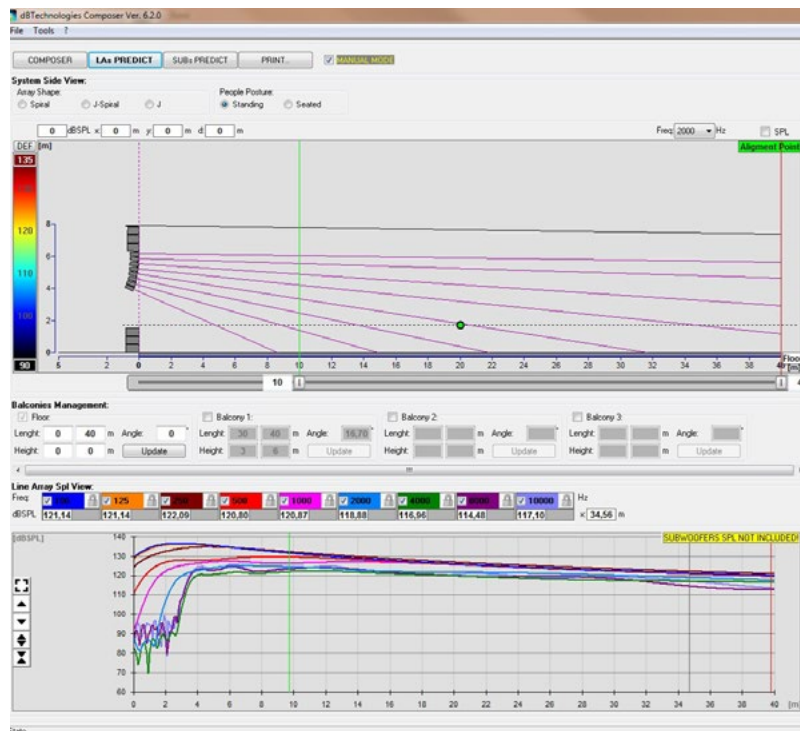 dBTechnologies Composer Ver. 6.2.0
File Tools ?
COMPOSER LAs PREDICT SUBs PREDICT PRINT... MANUAL MODE
System Side View:
Array Shape: People Posture:
Spiral J-Spiral J Standing Seated
0 dBSPL x: 0 m y: 0 m d: 0 m Freq: 2000 Hz SPL
DEF [m] Aligment Point
135
120
110
100
90
8
6
4
2
0
5 2 0 2 4 6 8 10 12 14 16 18 20 22 24 26 28 30 32 34 36 38 Floor
[m]
10
Balconies Management:
Floor: Balcony 1: Balcony 2: Balcony 3:
Lenght: 0 40 m Angle: 0 ° Lenght: 30 40 m Angle: 16,70 ° Lenght: m Angle: ° Lenght: m Angle: °
Height: 0 0 m Update Height: 3 6 m Update Height: m Update Height: m Update
Line Array Spl View:
Freq 125 250 500 1000 2000 4000 8000 10000 Hz
dBSPL 121,14 121,14 122,09 120,80 120,87 118,88 116,96 114,48 117,10 x: 34,56 m
[dBSPL] SUBWOOFERS SPL NOT INCLUDED!
140
130
120
110
100
90
80
70
60
0 2 4 6 8 10 12 14 16 18 20 22 24 26 28 30 32 34 36 38 40 [m]